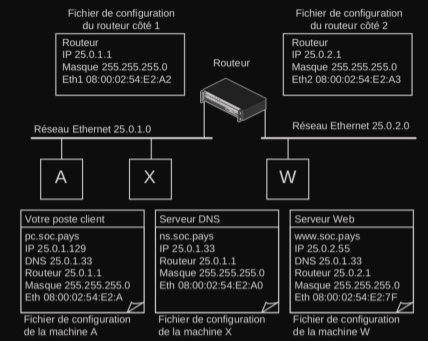 Fichier de configuration
du routeur côté 1
Fichier de configuration
du routeur côté 2
Routeur
IP 25.0.1.1
Masque 255.255.255.0
Eth1 08:00:02:54:E2:A2
Routeur
Routeur
IP 25.0.2.1
Masque 255.255.255.0
Eth2 08:00:02:54:E2:A3
Réseau Ethernet 25.0.1.0
Réseau Ethernet 25.0.2.0
A
X
W
Votre poste client
pc.soc.pays
IP 25.0.1.129
DNS 25.0.1.33
Routeur 25.0.1.1
Masque 255.255.255.0
Eth 08:00:02:54:E2:A
Fichier de configuration
de la machine A
Serveur DNS
ns.soc.pays
IP 25.0.1.33
Routeur 25.0.1.1
Masque 255.255.255.0
Eth 08:00:02:54:E2:A0
Fichier de configuration
de la machine X
Serveur Web
www.soc.pays
IP 25.0.2.55
DNS 25.0.1.33
Routeur 25.0.2.1
Masque 255.255.255.0
Eth 08:00:02:54:E2:7F
Fichier de configuration
de la machine W